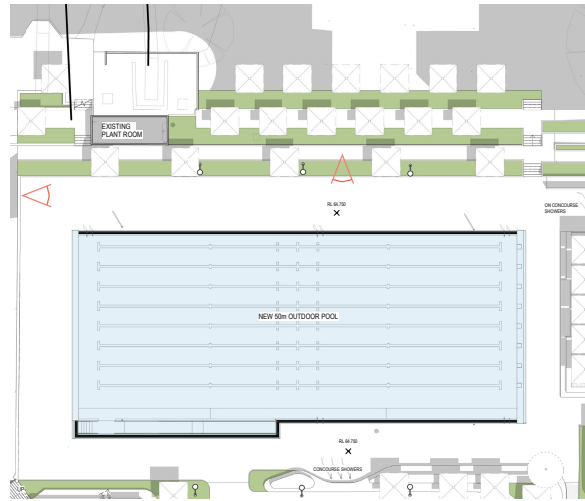 EXISTING
PLANT ROOM
RL 64.750
ON CONCOURSE
SHOWERS
NEW 50m OUTDOOR POOL
RL 64.750
CONCOURSE SHOWERS